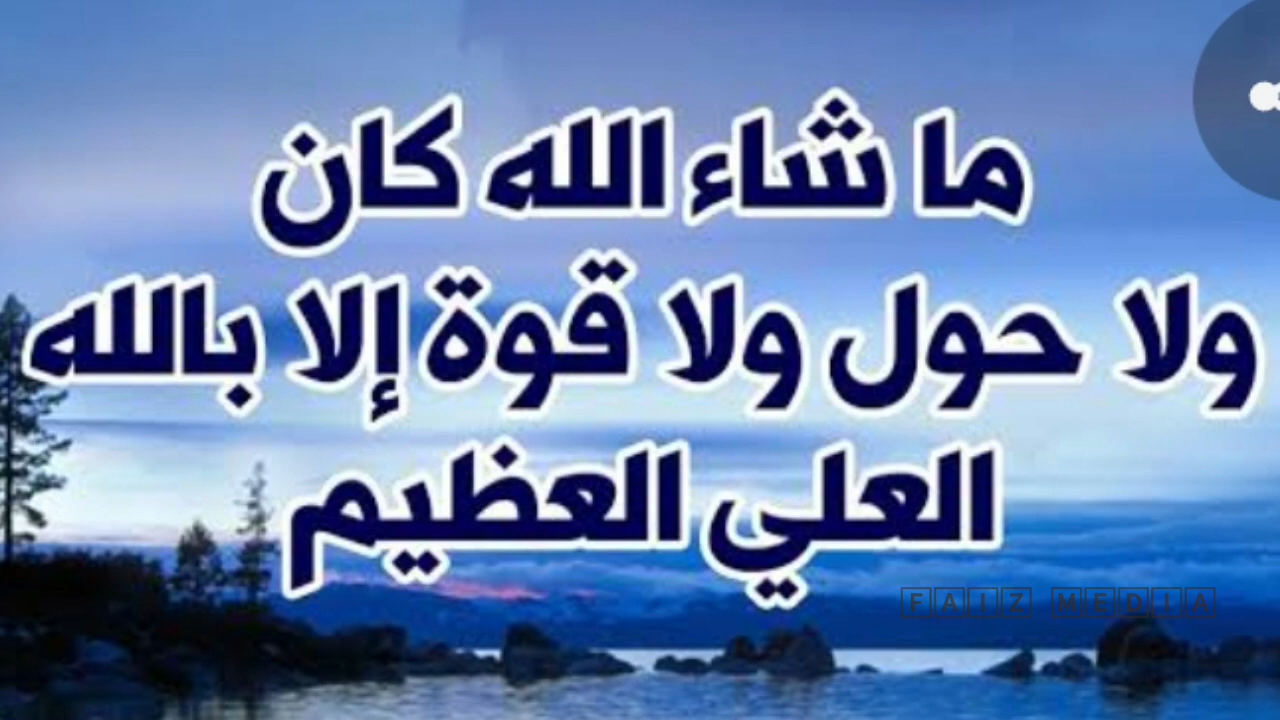 ما شاء الله كان
ولا حول ولا قوة إلا بالله
العلي العظيم
FAIZ MEDIA